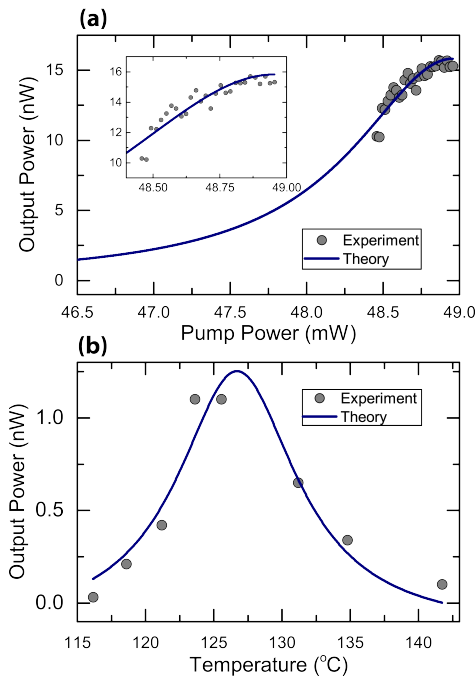 (a)
Output Power (nW)
15
10
5
0
16
14
12
10
48.50 48.75 49.00
Experiment
Theory
46.5 47.0 47.5 48.0 48.5 49.0
Pump Power (mW)
(b)
Output Power (nW)
1.0
0.5
0.0
Experiment
Theory
115 120 125 130 135 140
Temperature (°C)